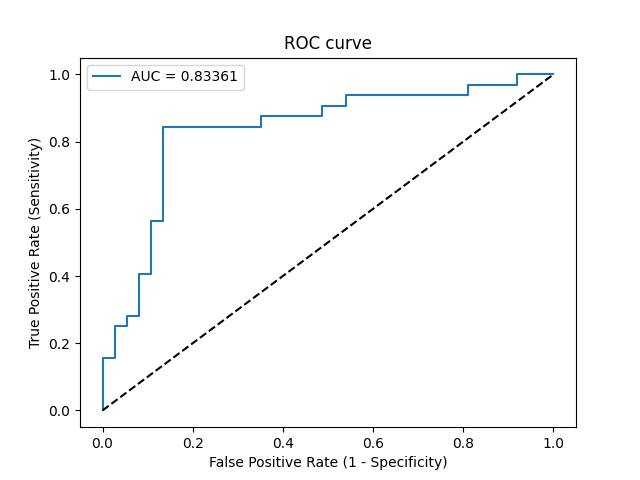 ROC curve
AUC = 0.83361
True Positive Rate (Sensitivity)
1.0
0.8
0.6
0.4
0.2
0.0
0.0 0.2 0.4 0.6 0.8 1.0
False Positive Rate (1 - Specificity)